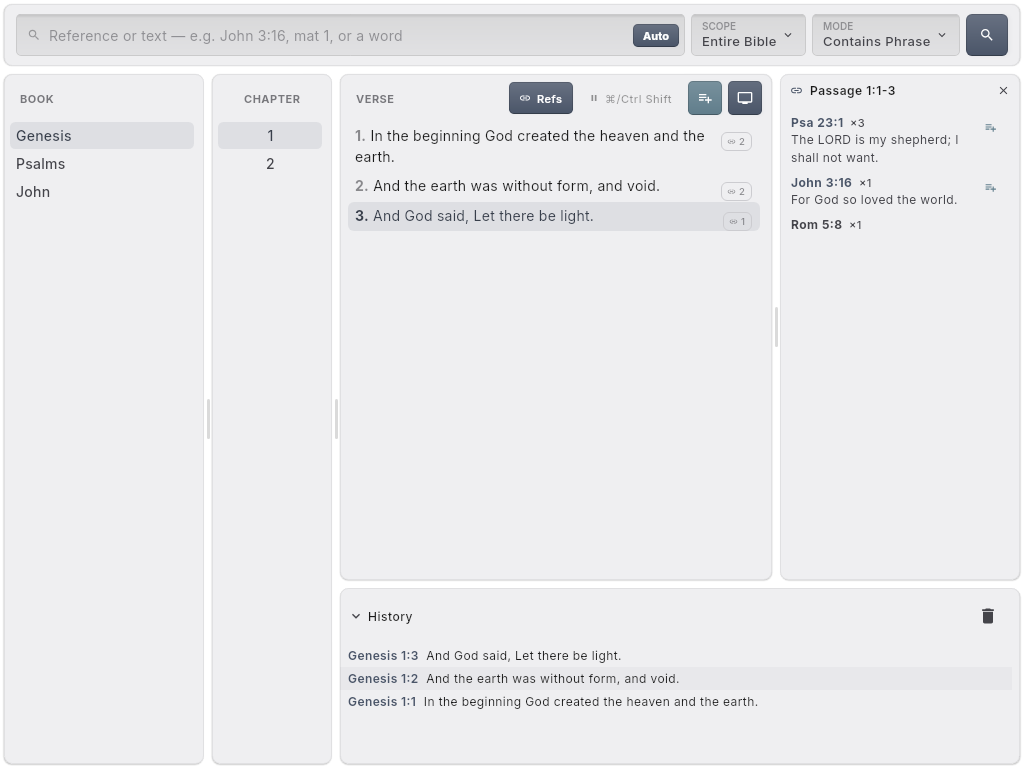 Reference or text — e.g. John 3:16, mat 1, or a word
Auto
SCOPE
Entire Bible
MODE
Contains Phrase
BOOK
Genesis
Psalms
John
CHAPTER
1
2
VERSE
Refs
⌘/Ctrl Shift
1. In the beginning God created the heaven and the
earth.
2
2. And the earth was without form, and void.
2
3. And God said, Let there be light.
1
Passage 1:1-3
Psa 23:1 ×3
The LORD is my shepherd; I
shall not want.
John 3:16 ×1
For God so loved the world.
Rom 5:8 ×1
History
Genesis 1:3 And God said, Let there be light.
Genesis 1:2 And the earth was without form, and void.
Genesis 1:1 In the beginning God created the heaven and the earth.